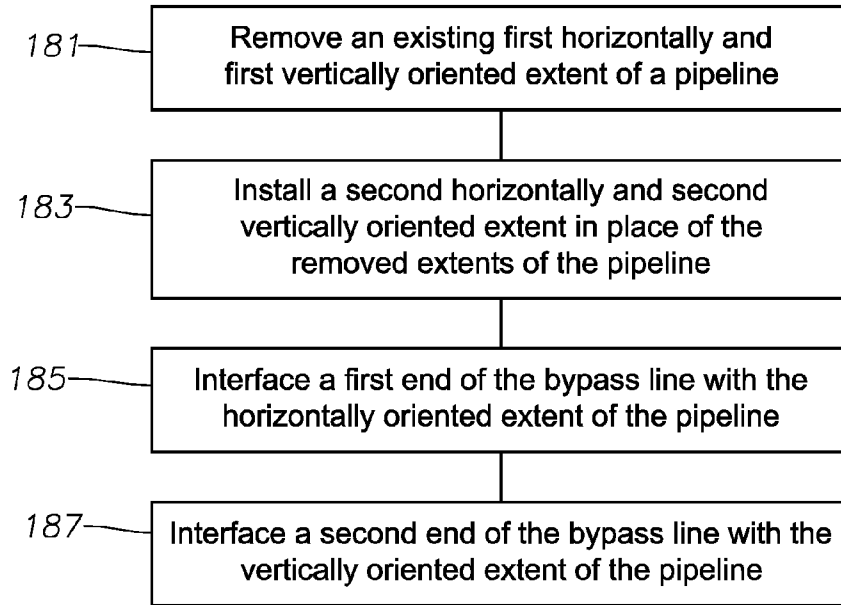 181
Remove an existing first horizontally and
first vertically oriented extent of a pipeline
183
Install a second horizontally and second
vertically oriented extent in place of the
removed extents of the pipeline
185
Interface a first end of the bypass line with the
horizontally oriented extent of the pipeline
187
Interface a second end of the bypass line with the
vertically oriented extent of the pipeline